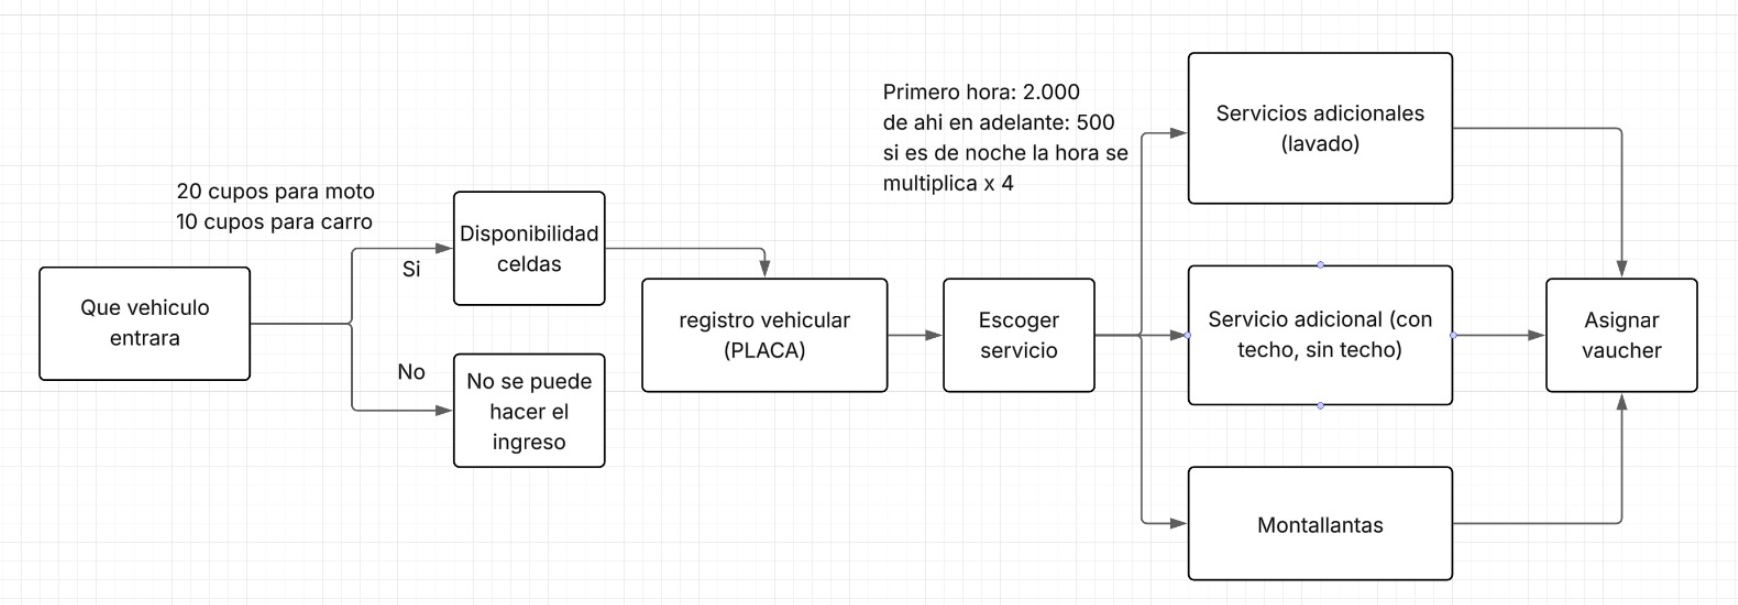 20 cupos para moto
10 cupos para carro
Que vehiculo
entrara
Si
No
Disponibilidad
celdas
No se puede
hacer el
ingreso
registro vehicular
(PLACA)
Escoger
servicio
Primero hora: 2.000
de ahi en adelante: 500
si es de noche la hora se
multiplica x 4
Servicios adicionales
(lavado)
Servicio adicional (con
techo, sin techo)
Montallantas
Asignar
vaucher